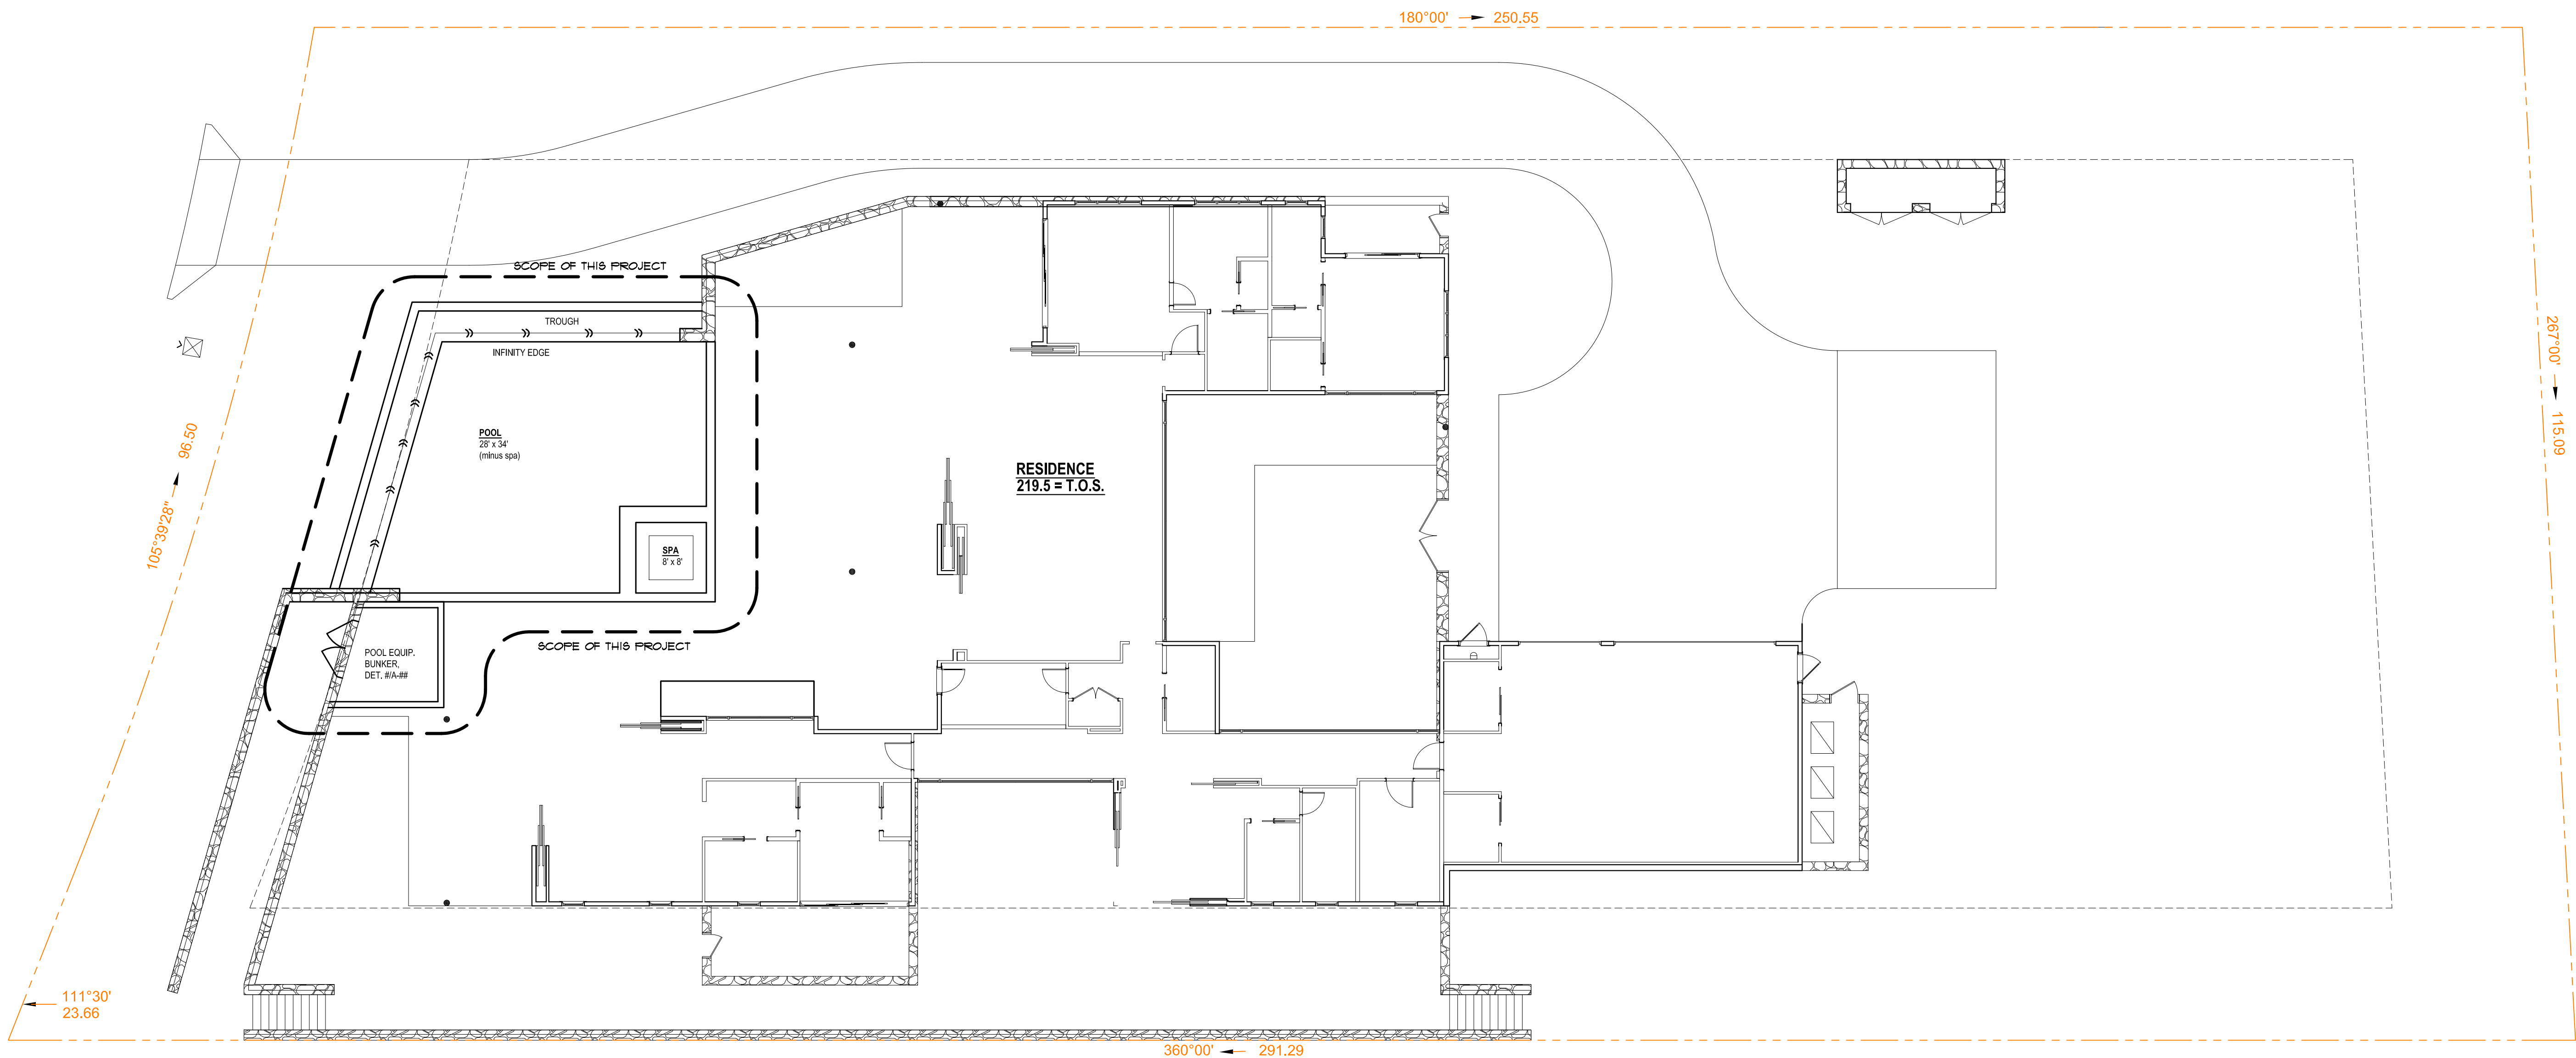 180°00' 250.55
SCOPE OF THIS PROJECT
TROUGH
INFINITY EDGE
POOL
28' x 34'
(minus spa)
105°39'28" 96.50
RESIDENCE
219.5 = T.O.S.
267°00' 115.09
SPA
8' x 8'
SCOPE OF THIS PROJECT
POOL EQUIP.
BUNKER,
DET. #/A-##
111°30'
23.66
360°00' 291.29